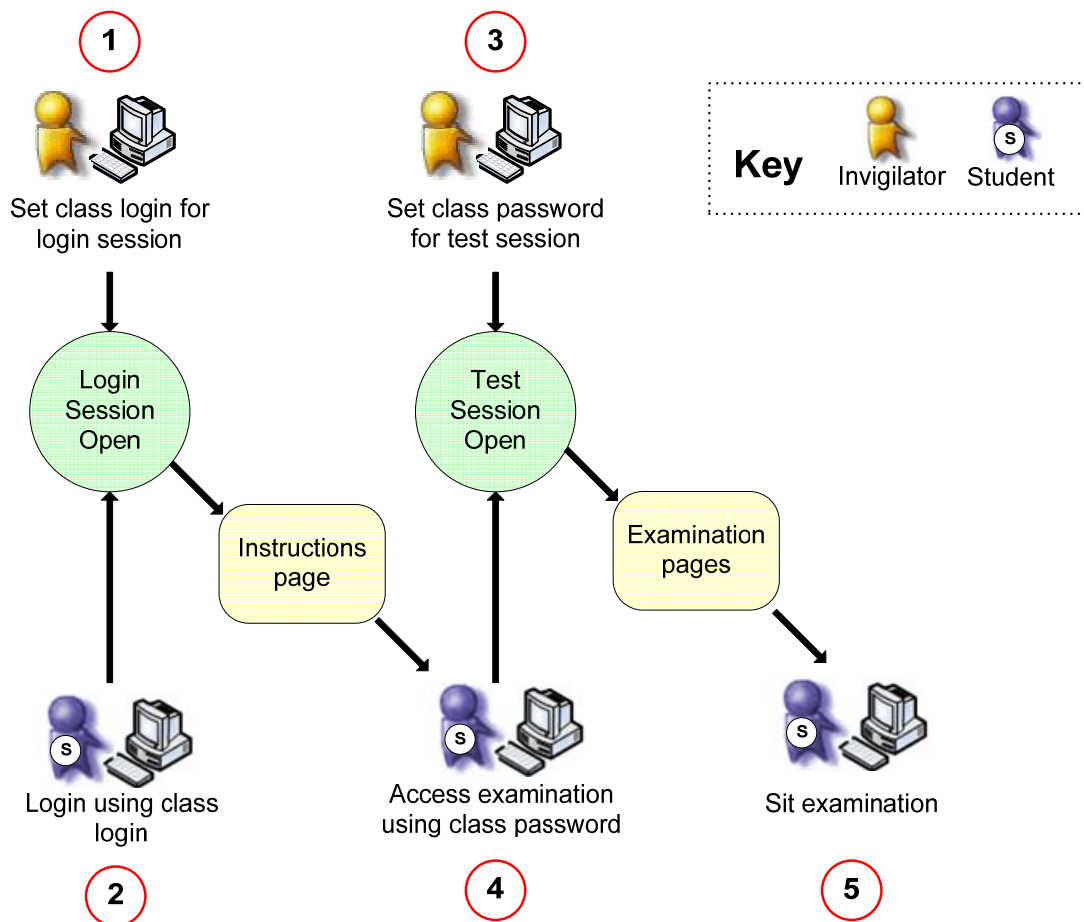 1
3
Set class login for
login session
Set class password
for test session
Key
Invigilator
S
Student
Login
Session
Open
Test
Session
Open
Instructions
page
Examination
pages
S
Login using class
login
S
Access examination
using class password
S
Sit examination
2
4
5